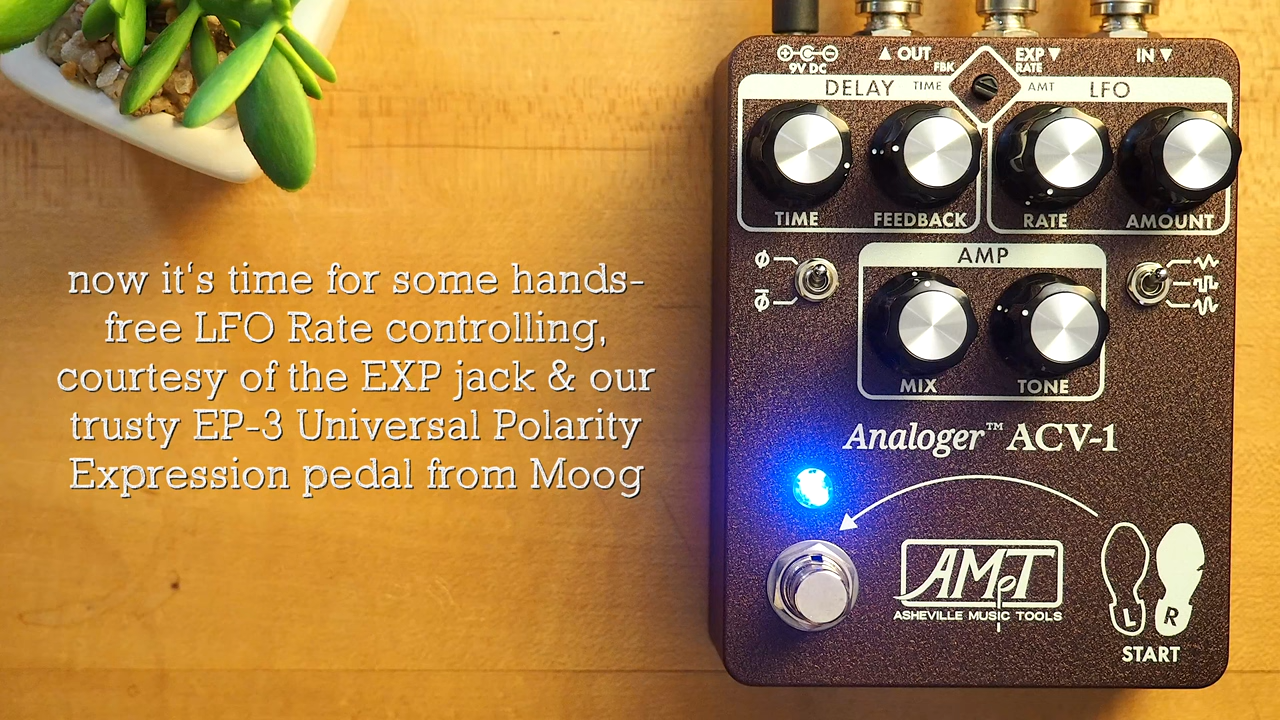 now it's time for some hands-
free LFO Rate controlling,
courtesy of the EXP jack & our
trusty EP-3 Universal Polarity
Expression pedal from Moog
9V DC
OUT
EXP
IN
FBK
RATE
DELAY
TIME
AMT
LFO
TIME
FEEDBACK
RATE
AMOUNT
AMP
MIX
TONE
Analoger™ ACV-1
AMT
ASHEVILLE MUSIC TOOLS
L
R
START